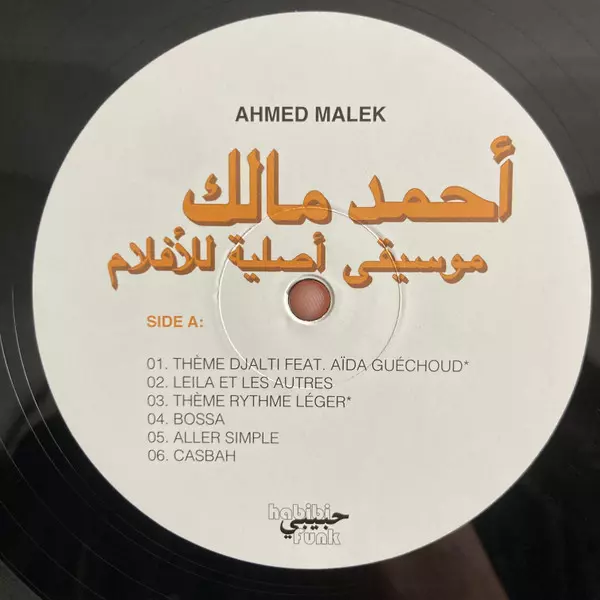 AHMED MALEK
أحمد مالك
موسيقى أصلية للأفلام
SIDE A:
01. THÈME DJALTI FEAT. AÏDA GUÉCHOUD*
02. LEILA ET LES AUTRES
03. THÈME RYTHME LÉGER*
04. BOSSA
05. ALLER SIMPLE
06. CASBAH
habibi
حبيبي
funk